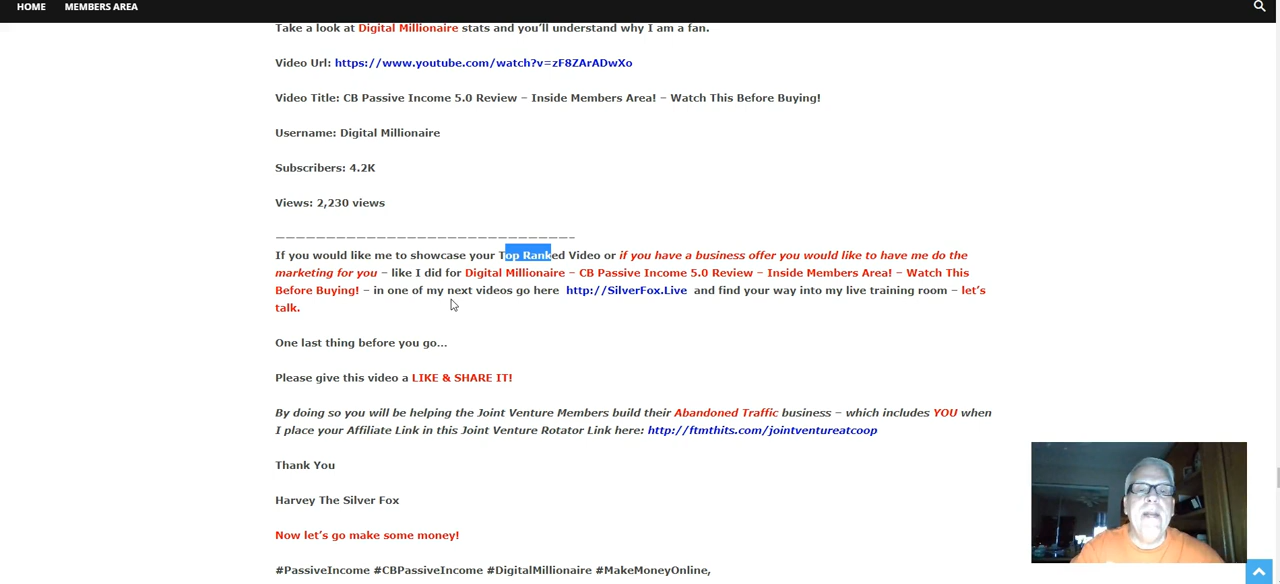 HOME MEMBERS AREA
Take a look at Digital Millionaire stats and you'll understand why I am a fan.
Video Url: https://www.youtube.com/watch?v=zF8ZArADwXo
Video Title: CB Passive Income 5.0 Review – Inside Members Area! – Watch This Before Buying!
Username: Digital Millionaire
Subscribers: 4.2K
Views: 2,230 views
—————————————————————————————–
If you would like me to showcase your Top Ranked Video or if you have a business offer you would like to have me do the
marketing for you – like I did for Digital Millionaire – CB Passive Income 5.0 Review – Inside Members Area! – Watch This
Before Buying! – in one of my next videos go here http://SilverFox.Live and find your way into my live training room – let's
talk.
One last thing before you go...
Please give this video a LIKE & SHARE IT!
By doing so you will be helping the Joint Venture Members build their Abandoned Traffic business – which includes YOU when
I place your Affiliate Link in this Joint Venture Rotator Link here: http://ftmthits.com/jointventureatcoop
Thank You
Harvey The Silver Fox
Now let's go make some money!
#PassiveIncome #CBPassiveIncome #DigitalMillionaire #MakeMoneyOnline,